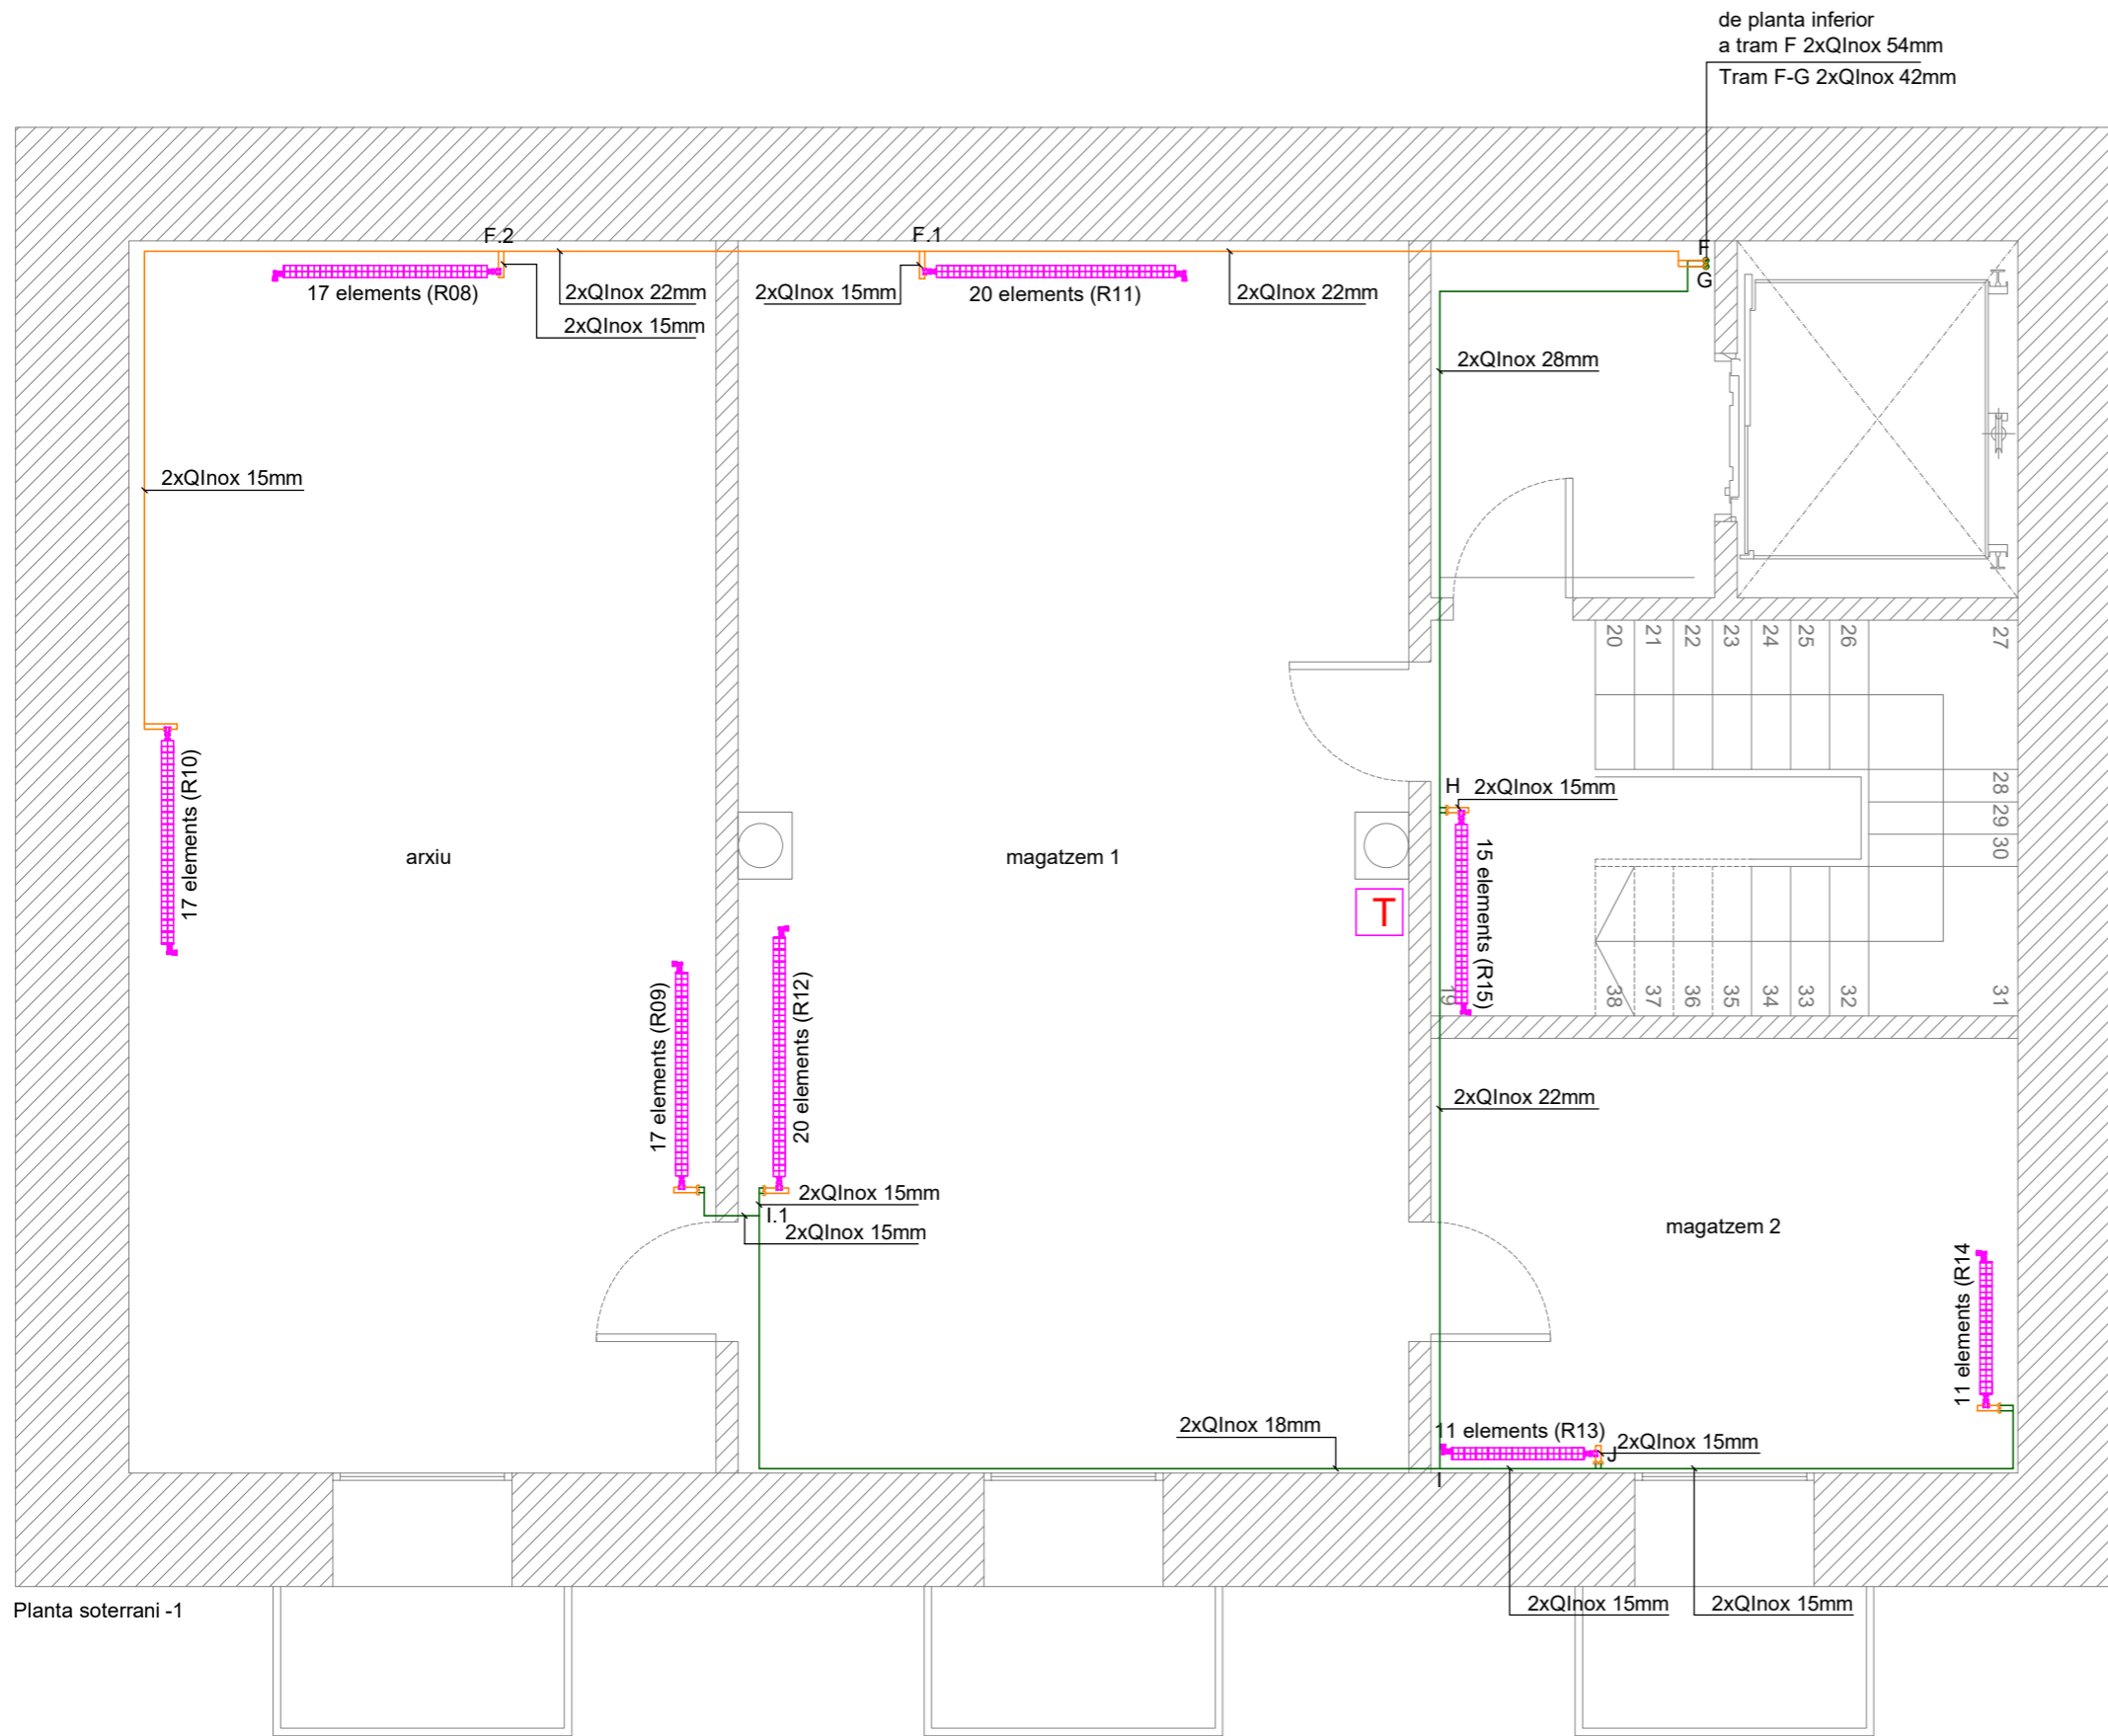 de planta inferior
a tram F 2xQInox 54mm
Tram F-G 2xQInox 42mm
F.2
F.1
F
G
17 elements (R08)
2xQInox 22mm
2xQInox 15mm
2xQInox 15mm
20 elements (R11)
2xQInox 22mm
2xQInox 28mm
2xQInox 15mm
20
21
22
23
24
25
26
27
17 elements (R10)
H
2xQInox 15mm
28
29
30
arxiu
magatzem 1
T
15 elements (R15)
19
38
37
36
35
34
33
32
31
17 elements (R09)
20 elements (R12)
2xQInox 22mm
2xQInox 15mm
I.1
2xQInox 15mm
magatzem 2
11 elements (R14
2xQInox 18mm
11 elements (R13)
2xQInox 15mm
J
I
2xQInox 15mm
2xQInox 15mm
Planta soterrani -1